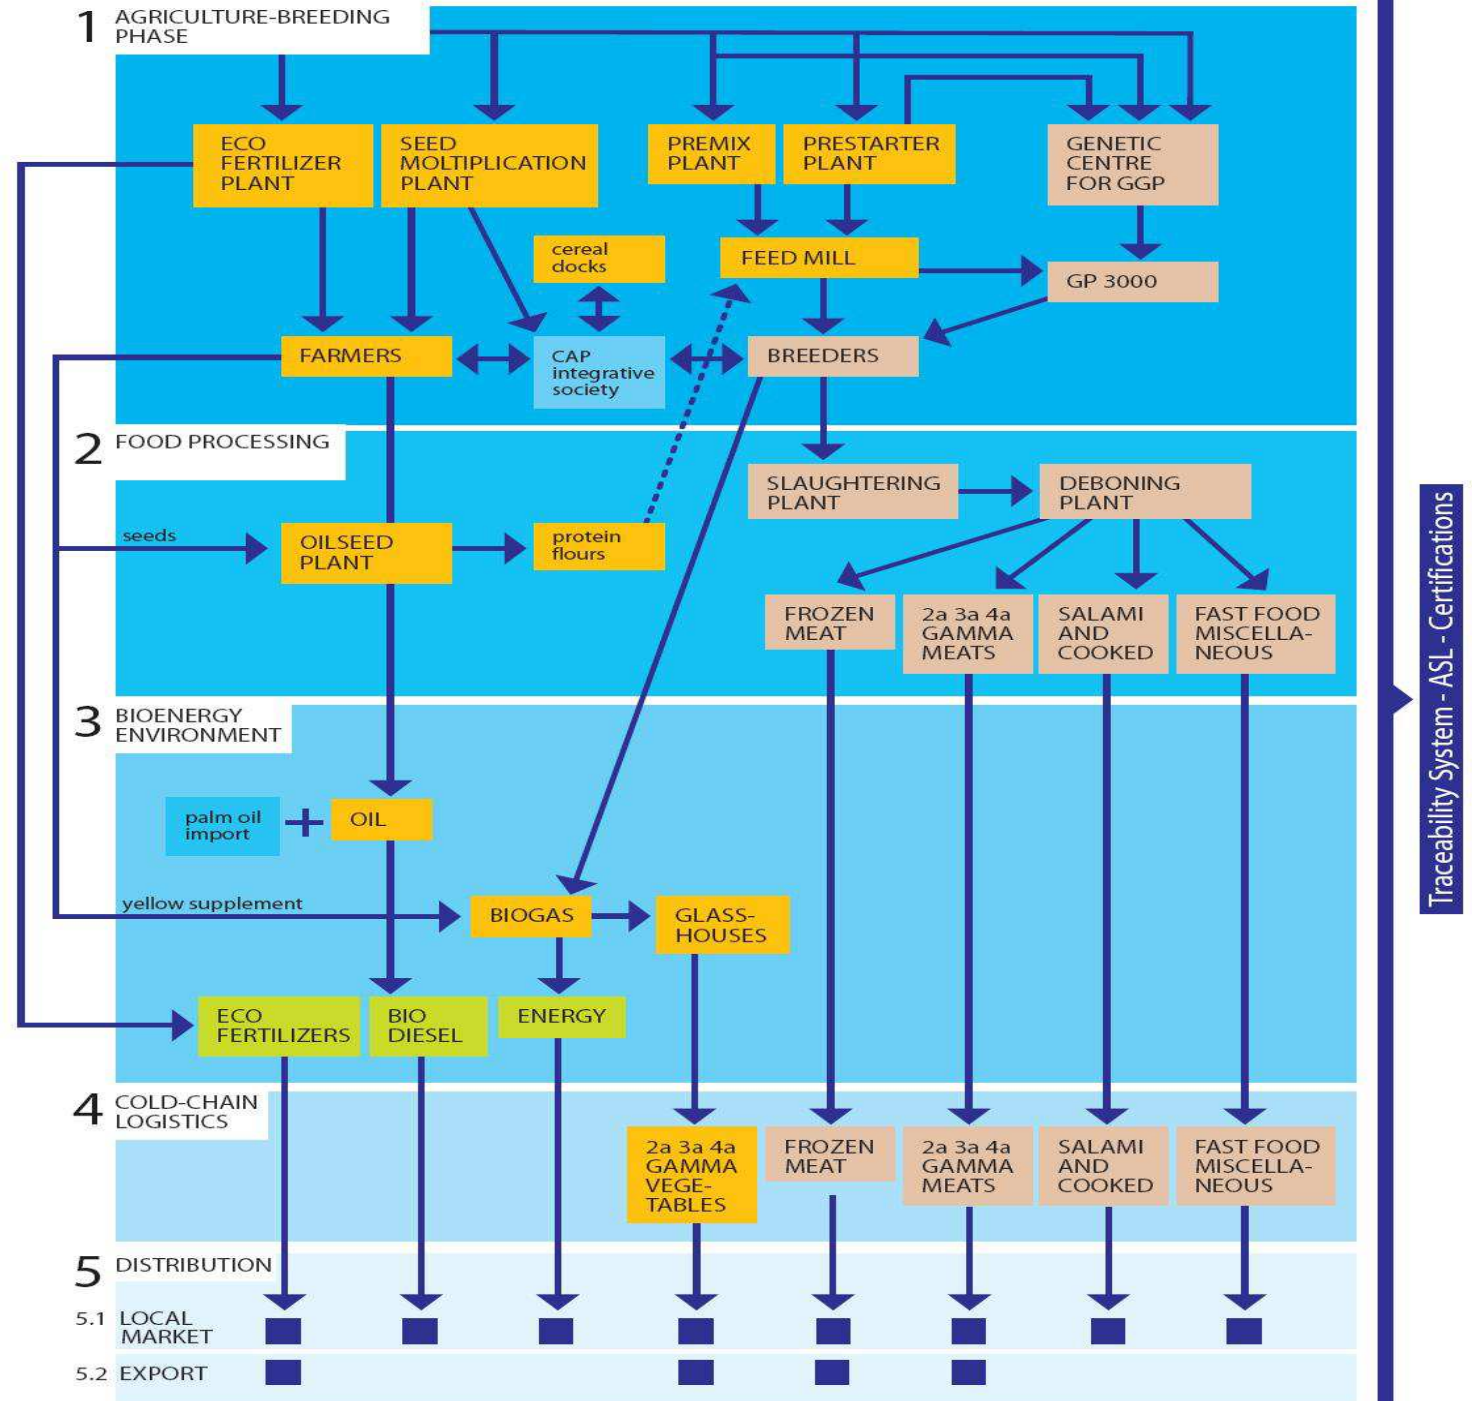 1 AGRICULTURE-BREEDING
PHASE
ECO
FERTILIZER
PLANT
SEED
MOLTIPLICATION
PLANT
PREMIX
PLANT
PRESTARTER
PLANT
GENETIC
CENTRE
FOR GGP
cereal
docks
FEED MILL
GP 3000
FARMERS
CAP
integrative
society
BREEDERS
2 FOOD PROCESSING
SLAUGHTERING
PLANT
DEBONING
PLANT
seeds
OILSEED
PLANT
protein
flours
FROZEN
MEAT
2a 3a 4a
GAMMA
MEATS
SALAMI
AND
COOKED
FAST FOOD
MISCELLA-
NEOUS
3 BIOENERGY
ENVIRONMENT
palm oil
import
OIL
yellow supplement
BIOGAS
GLASS-
HOUSES
ECO
FERTILIZERS
BIO
DIESEL
ENERGY
4 COLD-CHAIN
LOGISTICS
2a 3a 4a
GAMMA
VEGE-
TABLES
FROZEN
MEAT
2a 3a 4a
GAMMA
MEATS
SALAMI
AND
COOKED
FAST FOOD
MISCELLA-
NEOUS
5 DISTRIBUTION
5.1 LOCAL
MARKET
5.2 EXPORT
Traceability System - ASL - Certifications